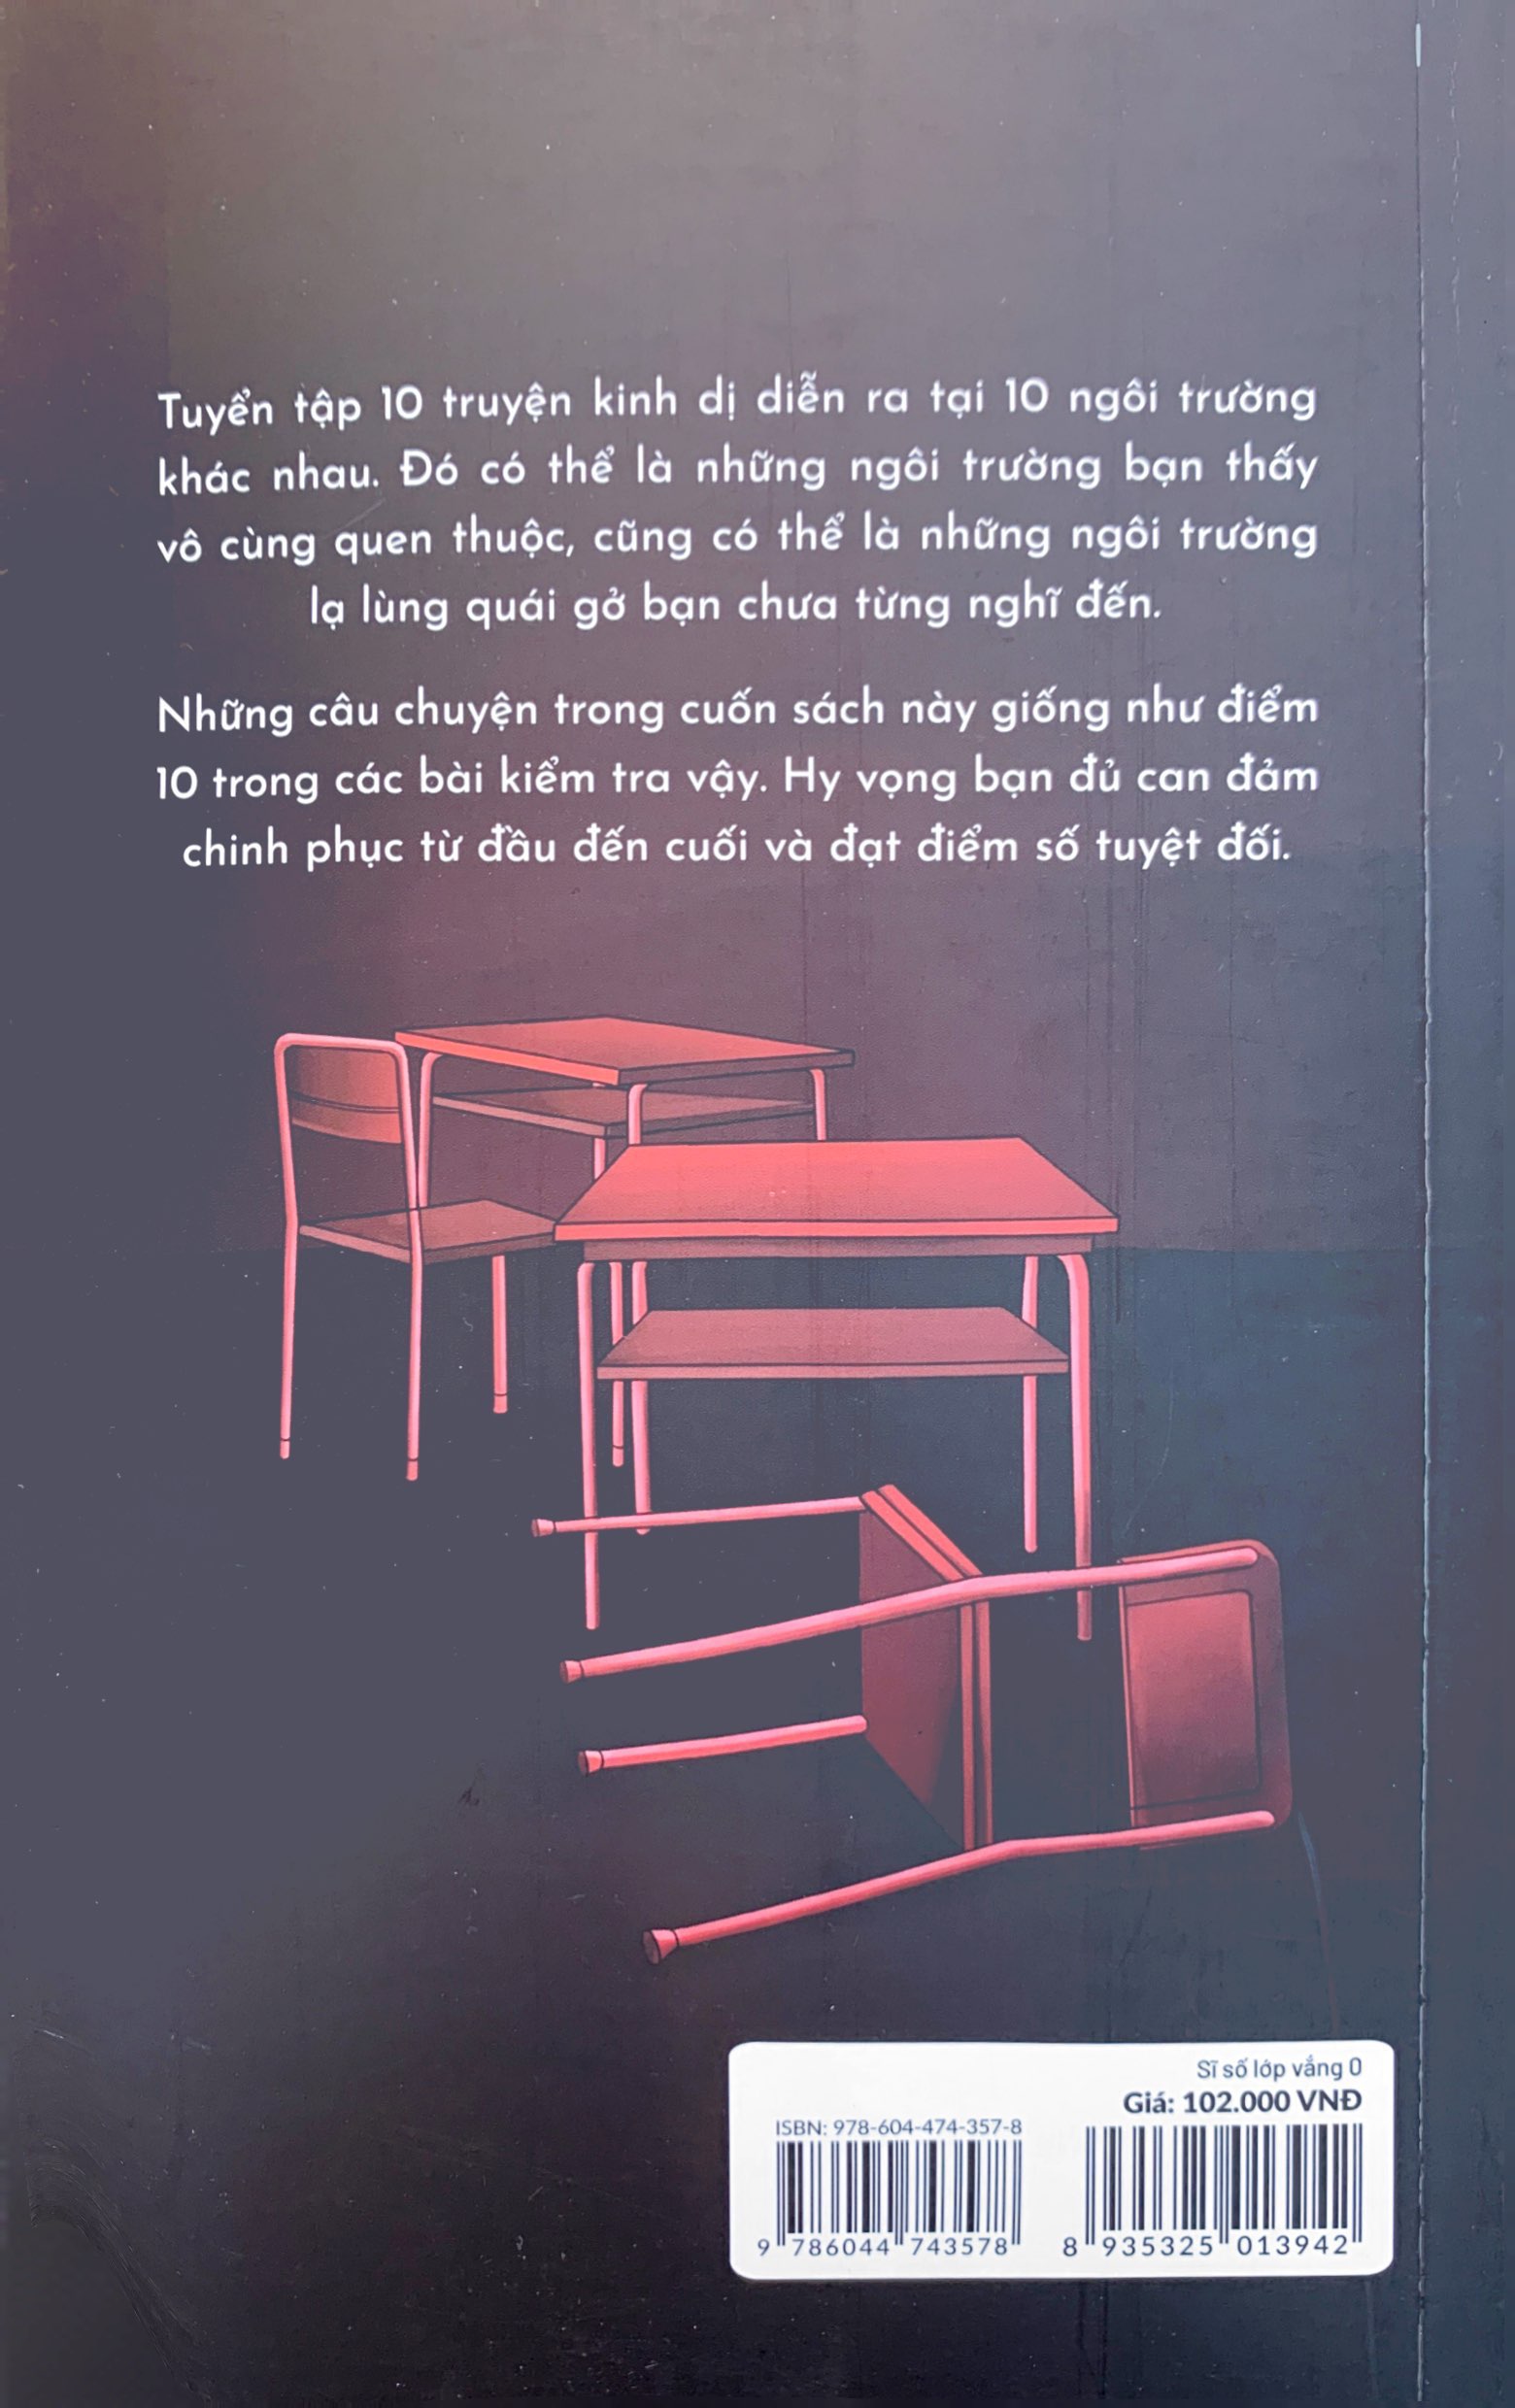 Tuyển tập 10 truyện kinh dị diễn ra tại 10 ngôi trường
khác nhau. Đó có thể là những ngôi trường bạn thấy
vô cùng quen thuộc, cũng có thể là những ngôi trường
lạ lùng quái gở bạn chưa từng nghĩ đến.
Những câu chuyện trong cuốn sách này giống như điểm
10 trong các bài kiểm tra vậy. Hy vọng bạn đủ can đảm
chinh phục từ đầu đến cuối và đạt điểm số tuyệt đối.
Sĩ số lớp vắng 0
Giá: 102.000 VNĐ
ISBN: 978-604-474-357-8
9 786044 743578
8 935325 013942